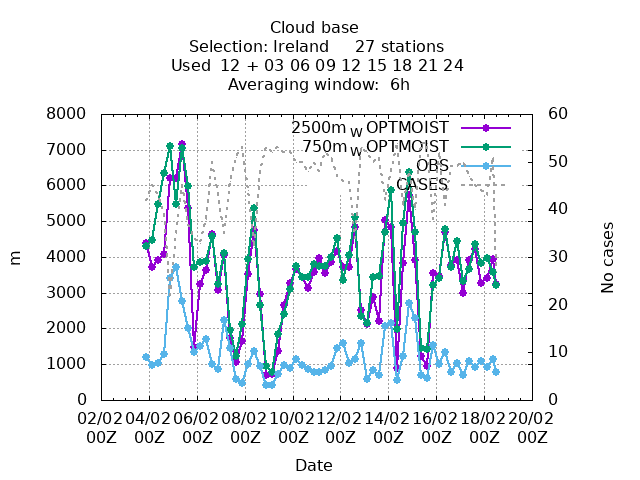 Cloud base
Selection: Ireland     27 stations
Used  12 + 03 06 09 12 15 18 21 24
Averaging window:  6h
8000
7000
6000
5000
4000
3000
2000
1000
0
60
50
40
30
20
10
0
2500m_W OPTMOIST
750m_W OPTMOIST
OBS
CASES
m
No cases
02/02 04/02 06/02 08/02 10/02 12/02 14/02 16/02 18/02 20/02
00Z 00Z 00Z 00Z 00Z 00Z 00Z 00Z 00Z 00Z
Date